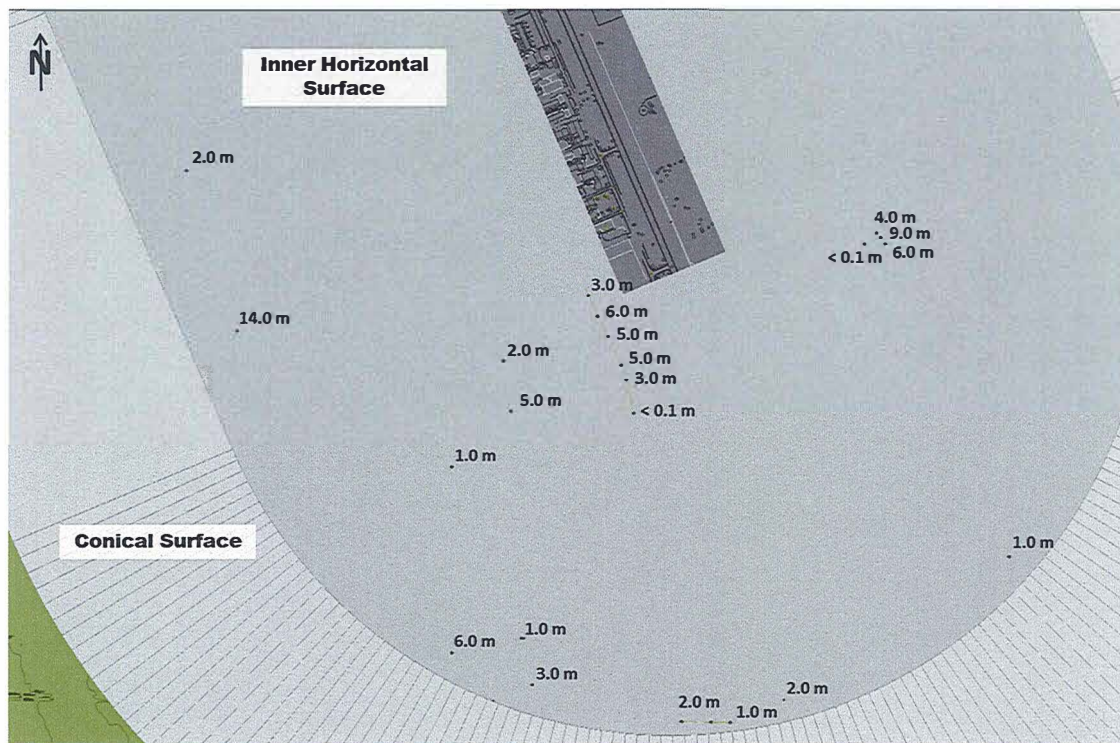 N
Inner Horizontal
Surface
2.0 m
4.0 m
9.0 m
< 0.1 m
6.0 m
3.0 m
6.0 m
14.0 m
5.0 m
2.0 m
5.0 m
3.0 m
5.0 m
< 0.1 m
1.0 m
Conical Surface
1.0 m
1.0 m
6.0 m
3.0 m
2.0 m
2.0 m
1.0 m